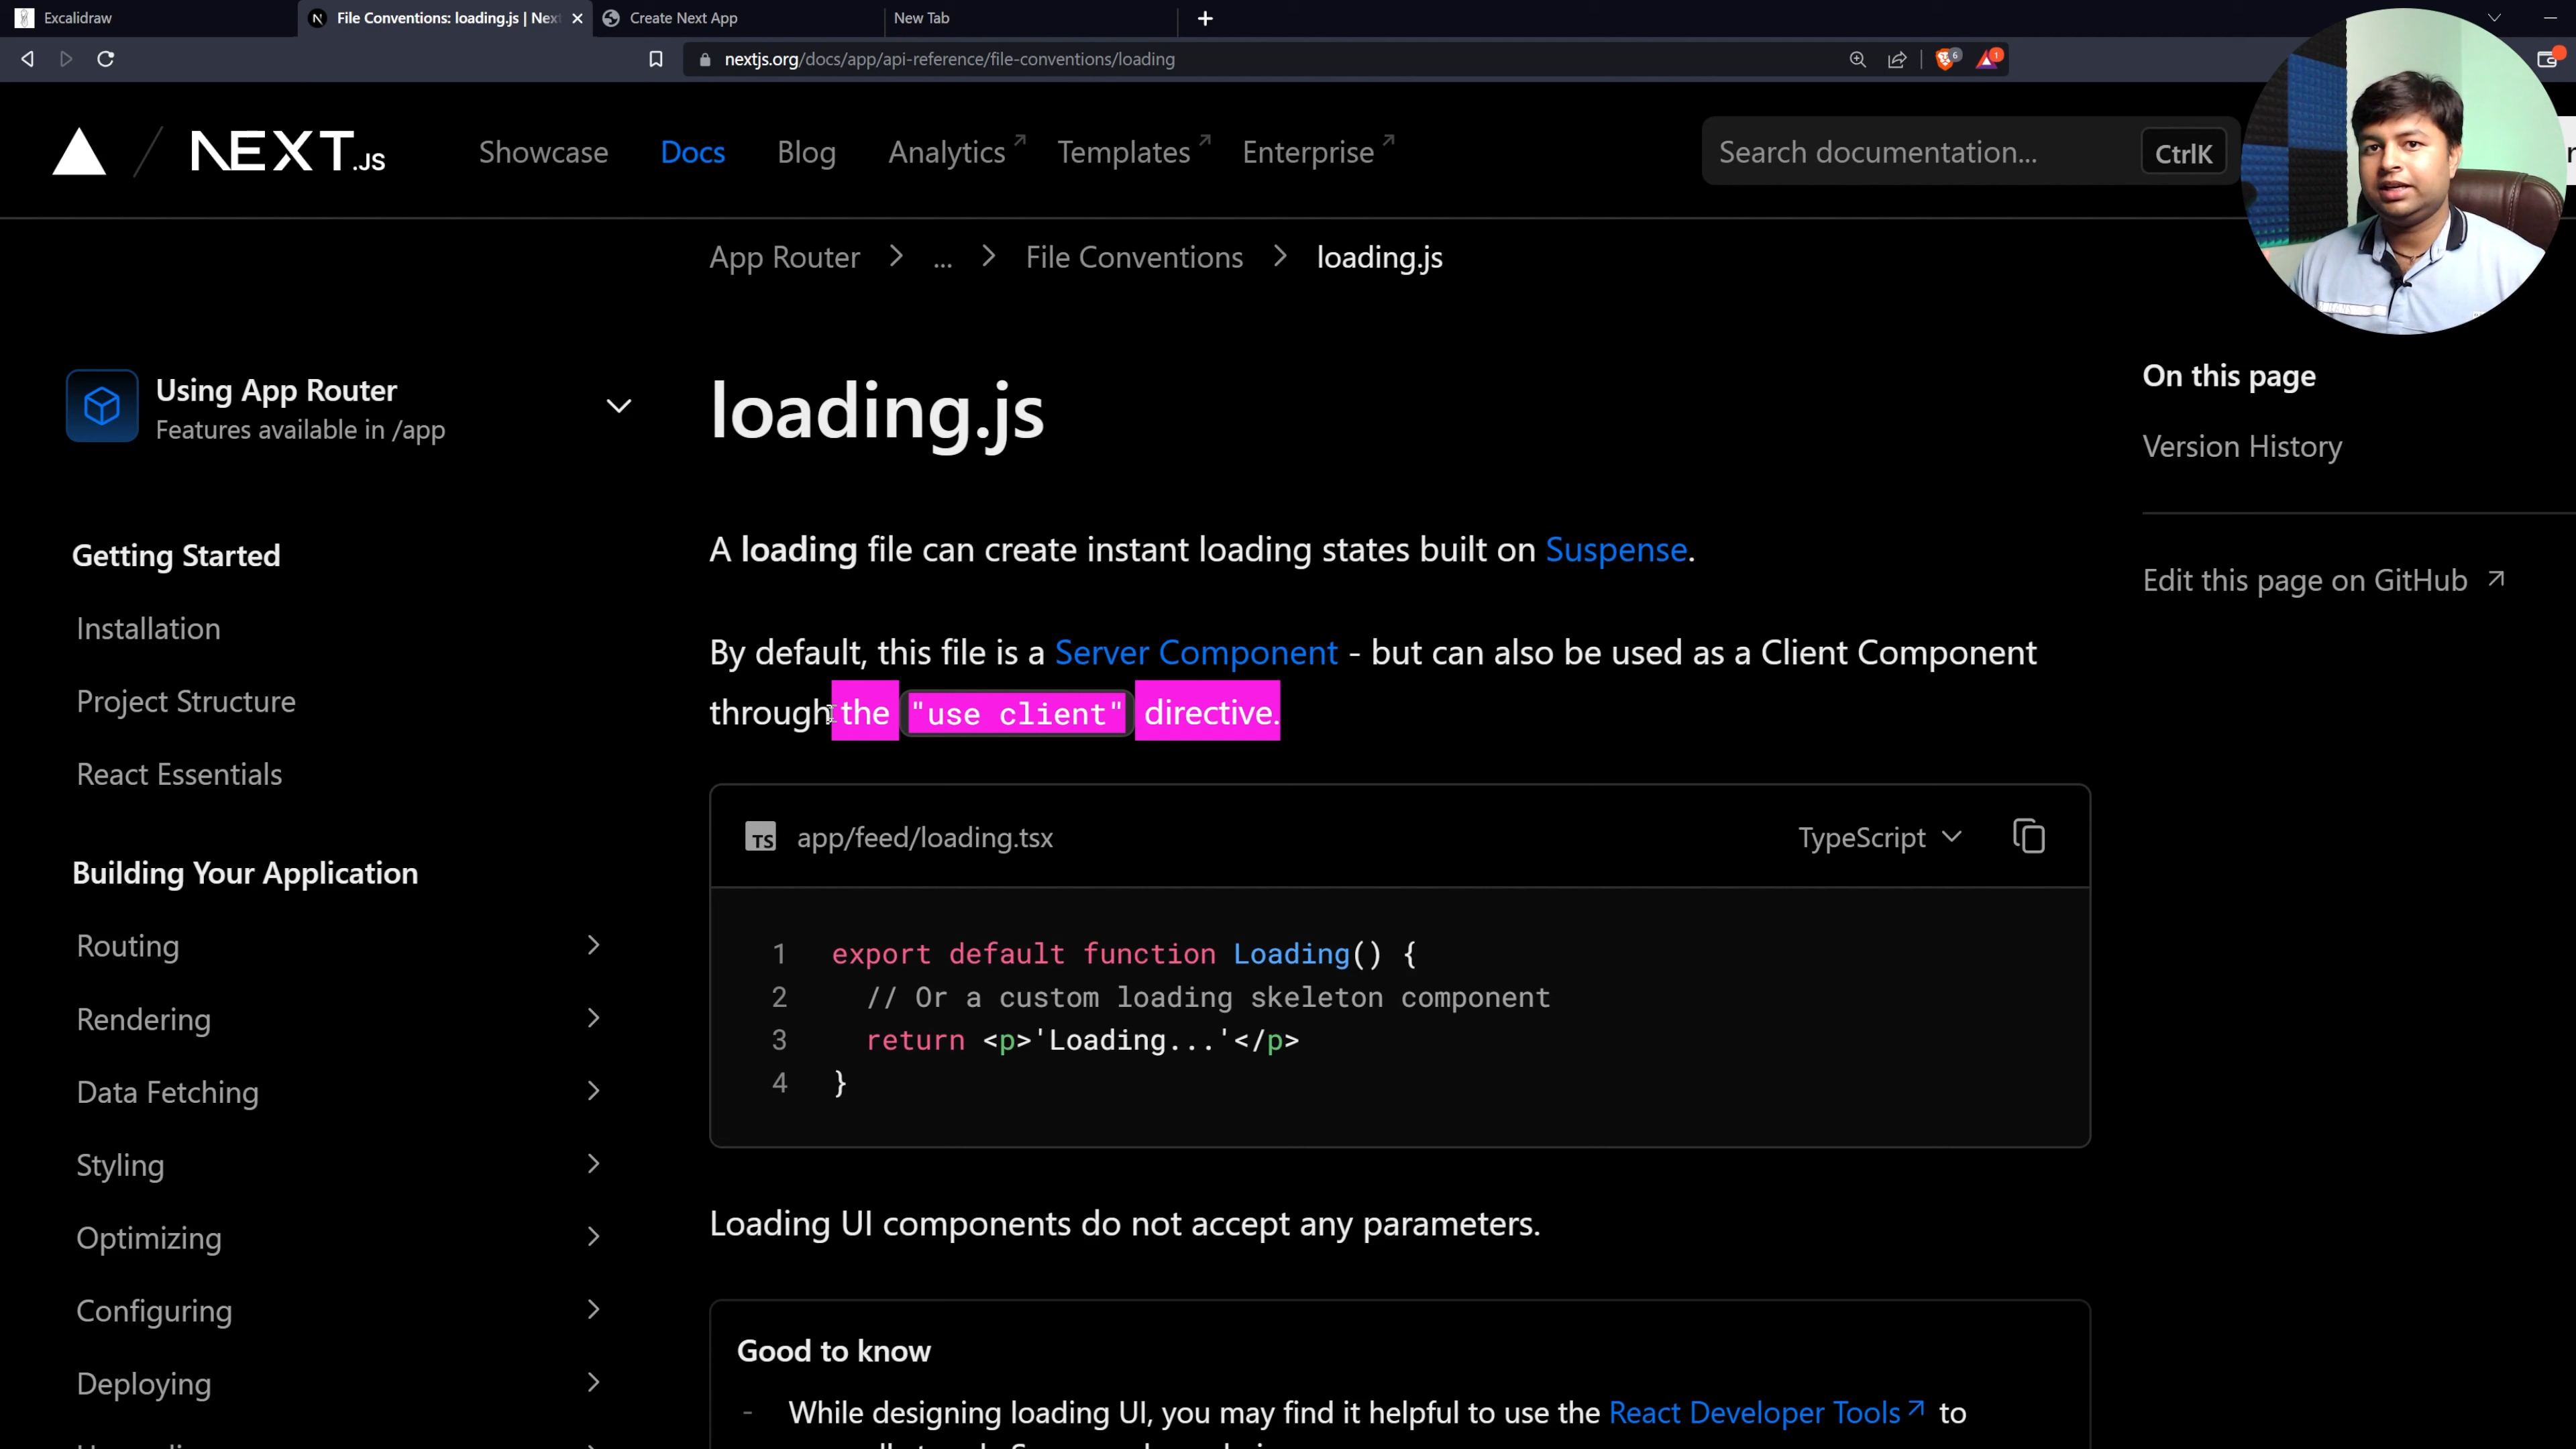 Excalidraw
File Conventions: loading.js | Nex
Create Next App
New Tab
nextjs.org/docs/app/api-reference/file-conventions/loading
6
1
NEXT.JS
Showcase
Docs
Blog
Analytics
Templates
Enterprise
Search documentation...
CtrlK
App Router > ... > File Conventions > loading.js
Using App Router
Features available in /app
Getting Started
Installation
Project Structure
React Essentials
Building Your Application
Routing
Rendering
Data Fetching
Styling
Optimizing
Configuring
Deploying
loading.js
A loading file can create instant loading states built on Suspense.
By default, this file is a Server Component - but can also be used as a Client Component
through the "use client" directive.
TS app/feed/loading.tsx
TypeScript
1 export default function Loading() {
2 // Or a custom loading skeleton component
3 return <p>'Loading...'</p>
4 }
Loading UI components do not accept any parameters.
Good to know
- While designing loading UI, you may find it helpful to use the React Developer Tools to
On this page
Version History
Edit this page on GitHub